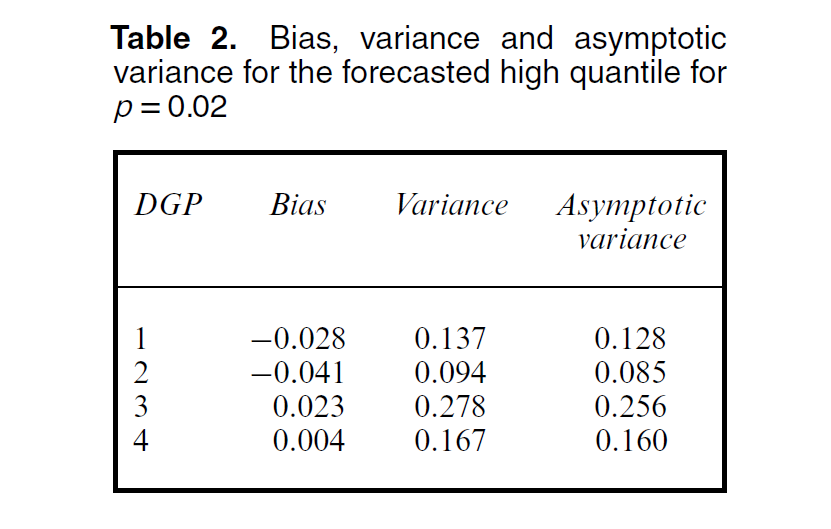 Table 2. Bias, variance and asymptotic
variance for the forecasted high quantile for
p = 0.02
DGP Bias Variance Asymptotic
variance
1 −0.028 0.137 0.128
2 −0.041 0.094 0.085
3 0.023 0.278 0.256
4 0.004 0.167 0.160